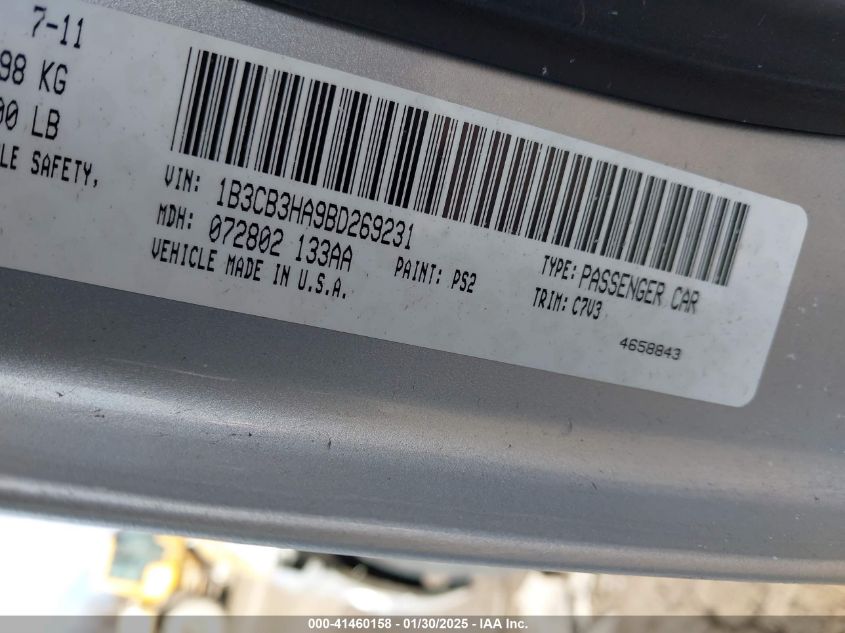 7-11
98 KG
00 LB
LE SAFETY,
VIN: 1B3CB3HA9BD269231
MDH: 072802 133AA
VEHICLE MADE IN U.S.A.
PAINT: PS2
TYPE: PASSENGER CAR
TRIM: C7V3
4658843
000-41460158 - 01/30/2025 - IAA Inc.